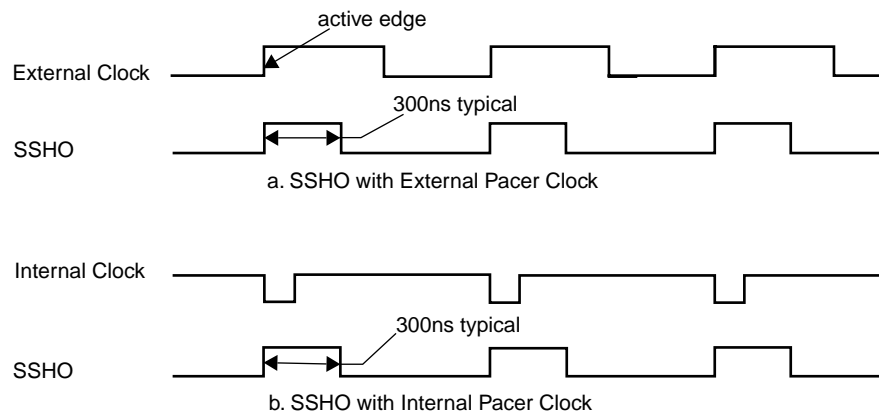 active edge
External Clock
300ns typical
SSHO
a. SSHO with External Pacer Clock
Internal Clock
300ns typical
SSHO
b. SSHO with Internal Pacer Clock